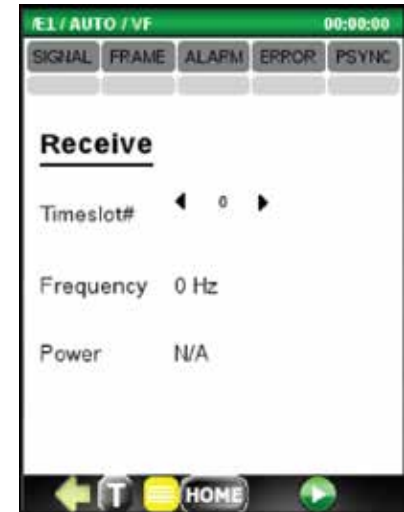 /E1 / AUTO / VF 00:00:00
SIGNAL FRAME ALARM ERROR PSYNC
Receive
Timeslot# 0
Frequency 0 Hz
Power N/A
T HOME